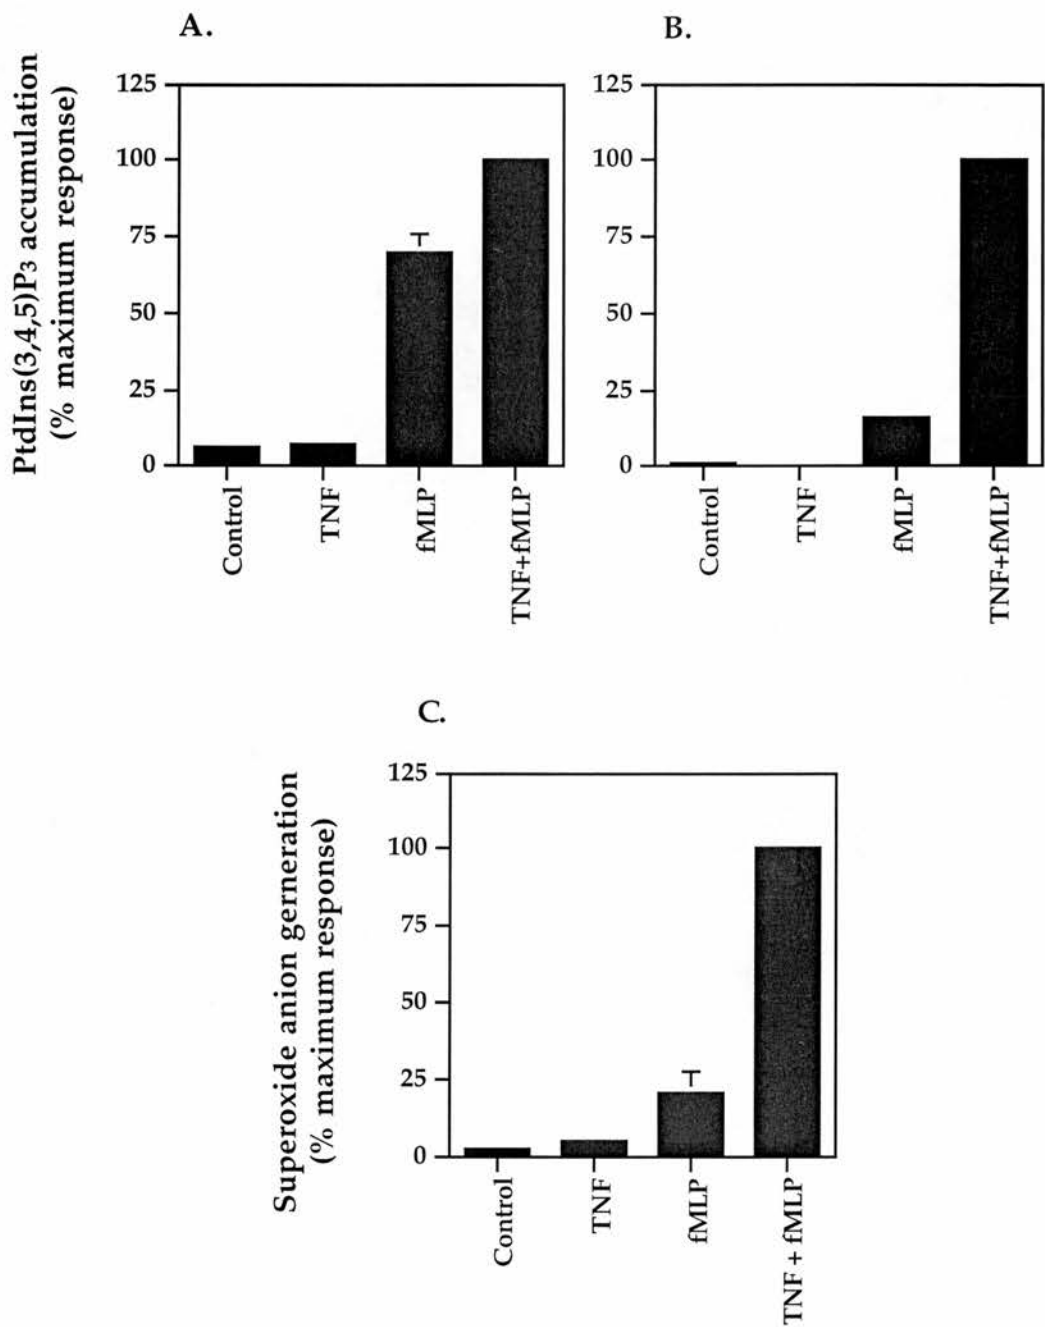 A.
PtdIns(3,4,5)P3 accumulation
(% maximum response)
125
100
75
50
25
0
Control
TNF
fMLP
TNF+fMLP
B.
125
100
75
50
25
0
Control
TNF
fMLP
TNF+fMLP
C.
Superoxide anion gerneration
(% maximum response)
125
100
75
50
25
0
Control
TNF
fMLP
TNF + fMLP